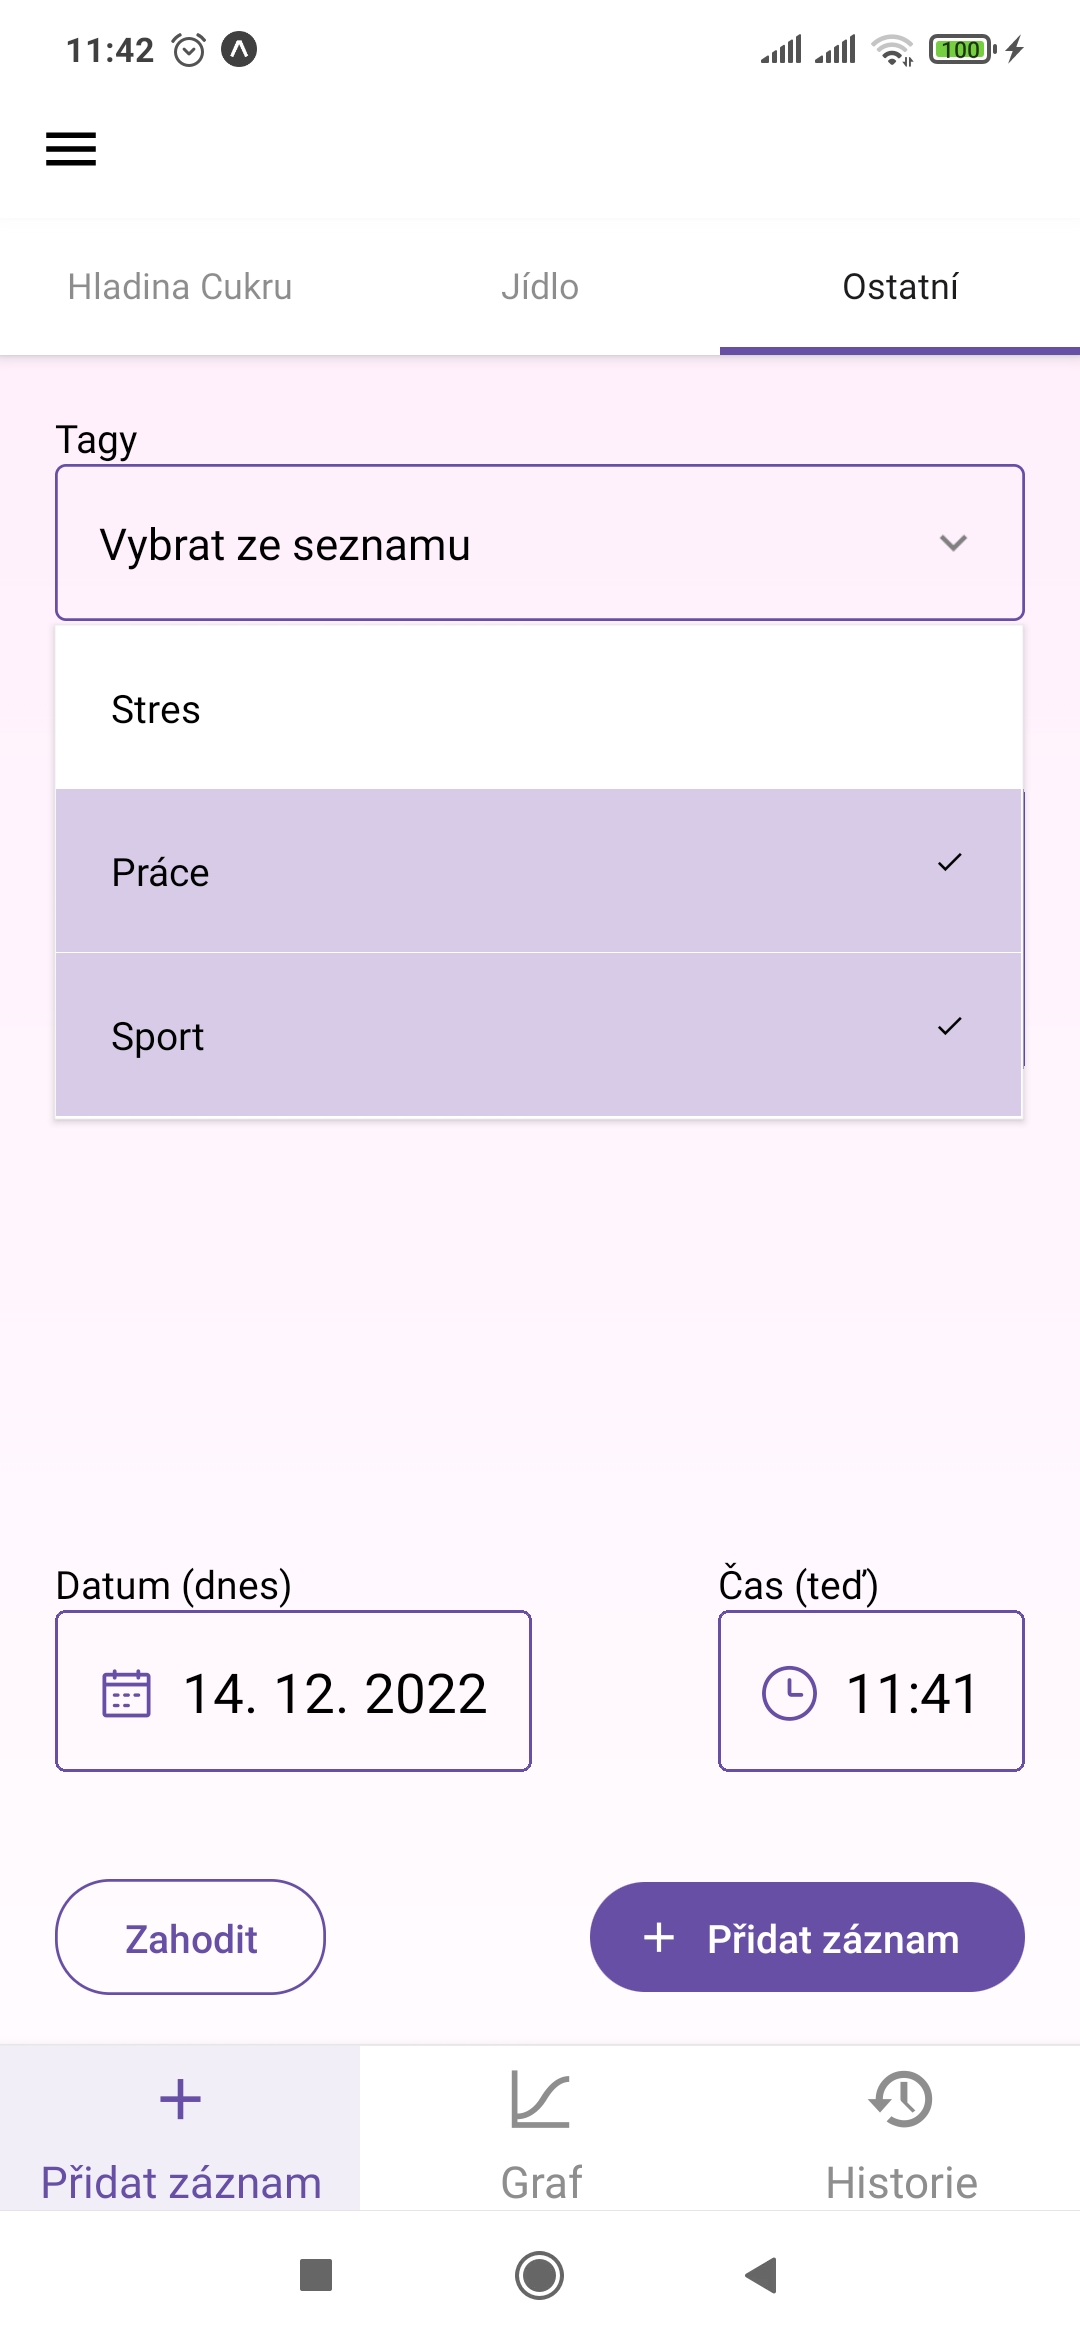 11:42
100
Hladina Cukru
Jídlo
Ostatní
Tagy
Vybrat ze seznamu
Stres
Práce
Sport
Datum (dnes)
Čas (teď)
14. 12. 2022
11:41
Zahodit
Přidat záznam
Přidat záznam
Graf
Historie